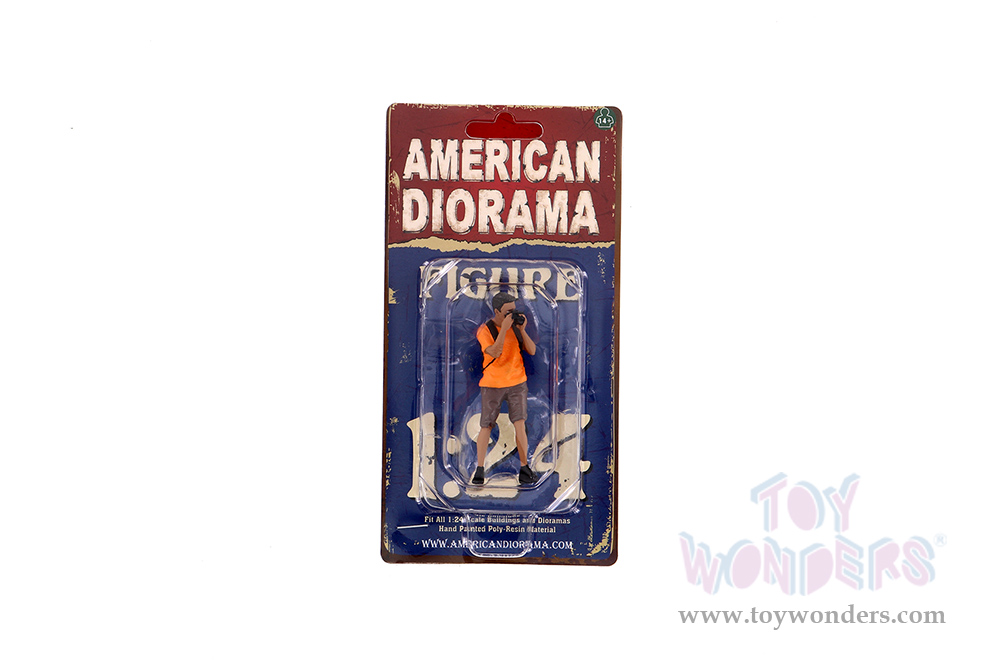 14+
AMERICAN
DIORAMA
FIGURE
1:24
Fit All 1:24 Scale Buildings and Dioramas
Hand Painted Poly-Resin Material
WWW.AMERICANDIORAMA.COM
TOY
WONDERS®
www.toywonders.com